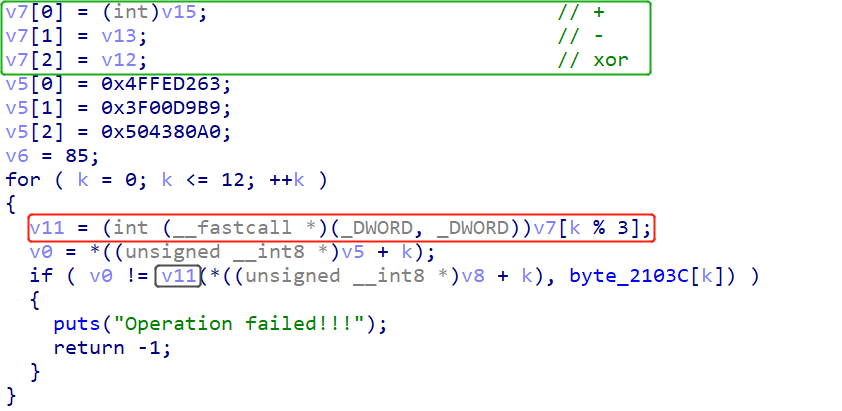 v7[0] = (int)v15; // +
v7[1] = v13; // -
v7[2] = v12; // xor
v5[0] = 0x4FFED263;
v5[1] = 0x3F00D9B9;
v5[2] = 0x504380A0;
v6 = 85;
for ( k = 0; k <= 12; ++k )
{
v11 = (int (__fastcall *)(_DWORD, _DWORD))v7[k % 3];
v0 = *((unsigned __int8 *)v5 + k);
if ( v0 != v11(*((unsigned __int8 *)v8 + k), byte_2103C[k]) )
{
puts("Operation failed!!!");
return -1;
}
}